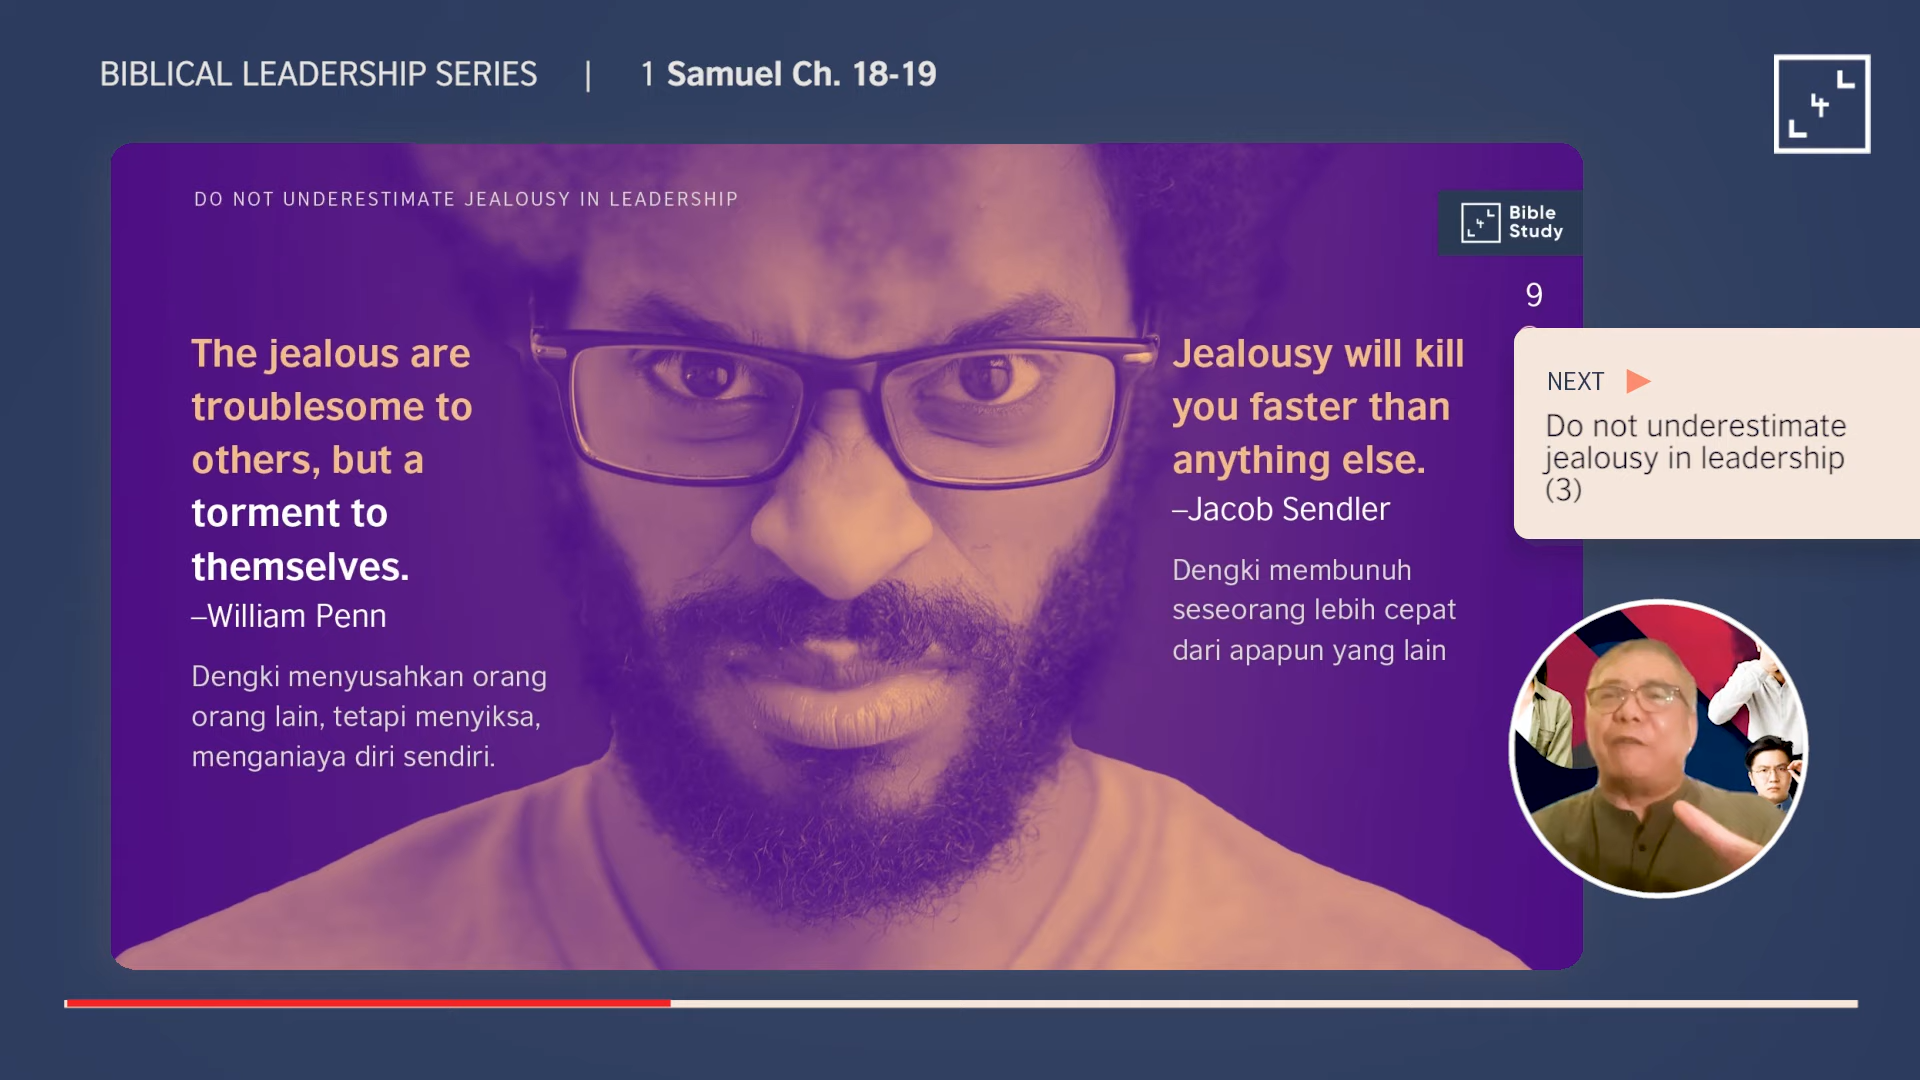 BIBLICAL LEADERSHIP SERIES | 1 Samuel Ch. 18-19
DO NOT UNDERESTIMATE JEALOUSY IN LEADERSHIP
Bible
Study
9
The jealous are
troublesome to
others, but a
torment to
themselves.
–William Penn
Dengki menyusahkan orang
orang lain, tetapi menyiksa,
menganiaya diri sendiri.
Jealousy will kill
you faster than
anything else.
–Jacob Sendler
Dengki membunuh
seseorang lebih cepat
dari apapun yang lain
NEXT
Do not underestimate
jealousy in leadership
(3)